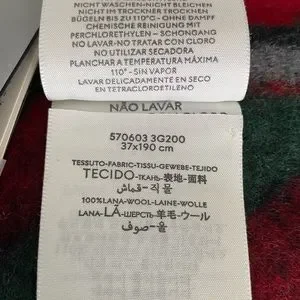 NICHT WASCHEN-NICHT BLEICHEN
NICHT IM TROCKNER TROCKNEN
BÜGELN BIS ZU 110°C - OHNE DAMPF
CHEMISCHE REINIGUNG MIT
PERCHLORETHYLEN - SCHONGANG
NO LAVAR-NO TRATAR CON CLORO
NO UTILIZAR SECADORA
PLANCHAR A TEMPERATURA MÁXIMA
110° -SIN VAPOR
LAVAR DELICADAMENTE EN SECO
EN TETRACLOROETILENO
NÃO LAVAR
570603 3G200
37x190 cm
TESSUTO-FABRIC-TISSU-GEWEBE-TEJIDO
TECIDO-ТКАНЬ-表地-面料
قماش-직물
100%LANA-WOOL-LAINE-WOLLE
LANA-LÃ-ШЕРСТЬ-羊毛-ウール
صوف-울